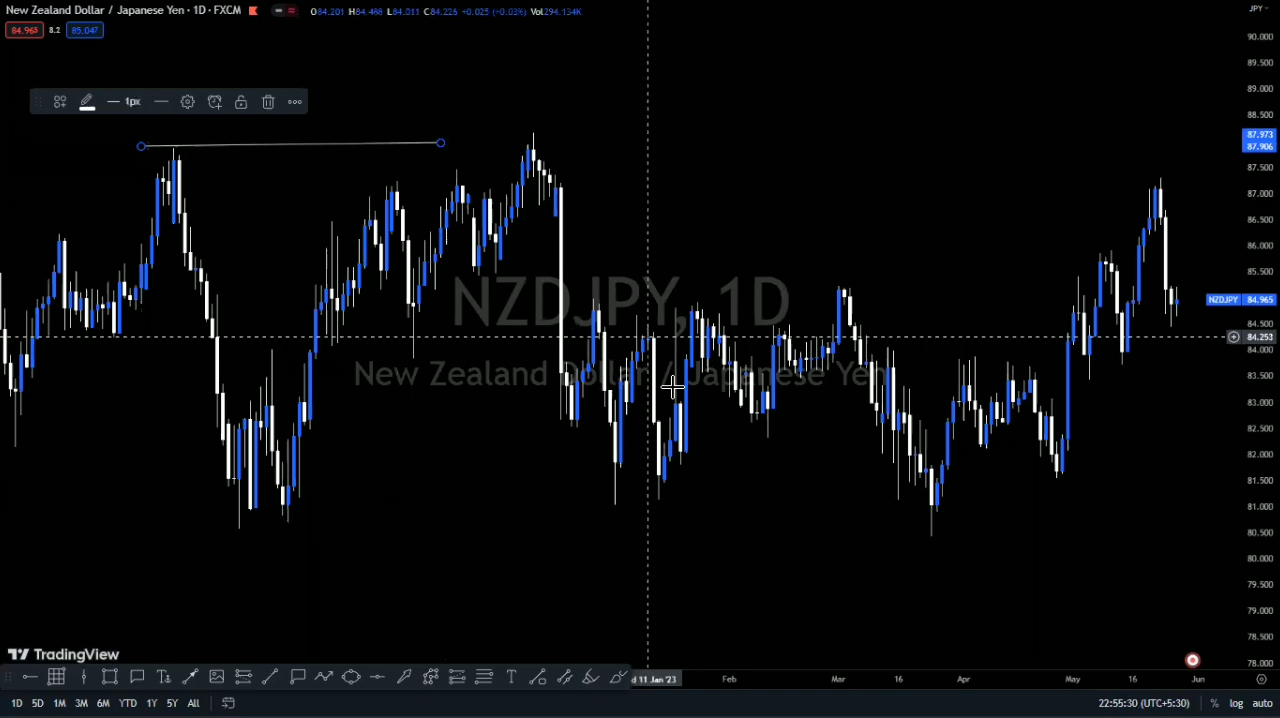 New Zealand Dollar / Japanese Yen · 1D · FXCM O84.201 H84.488 L84.011 C84.226 +0.025 (+0.03%) Vol294.134K JPY
84.965 8.2 85.047
90.000
89.500
89.000
1px
88.500
87.973
87.906
87.500
87.000
86.500
86.000
85.500
NZDJPY, 1D
NZDJPY 84.965
84.500
84.253
84.000
New Zealand Dollar / Japanese Yen
83.500
83.000
82.500
82.000
81.500
81.000
80.500
80.000
79.500
79.000
78.500
TradingView
78.000
d 11 Jan '23 Feb Mar 16 Apr May 16 Jun
1D 5D 1M 3M 6M YTD 1Y 5Y All 22:55:30 (UTC+5:30) % log auto